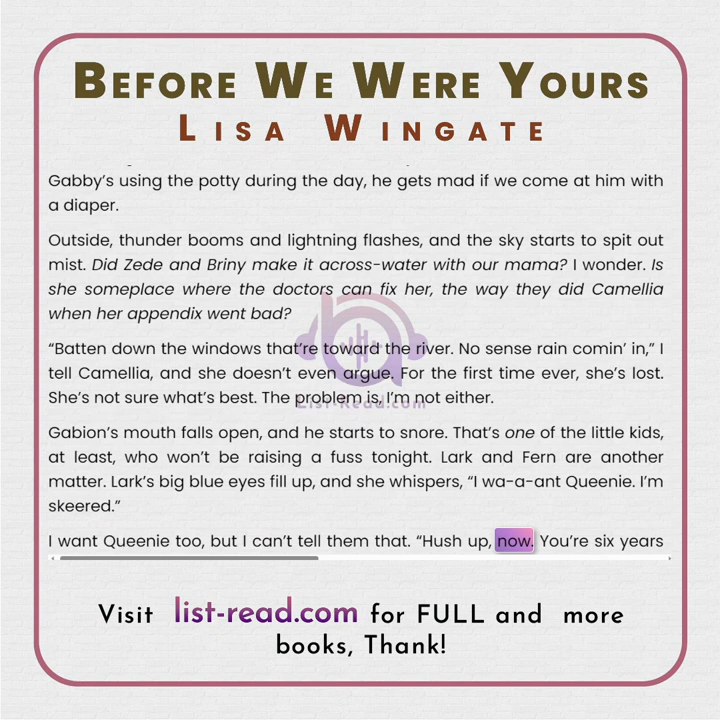 BEFORE WE WERE YOURS
LISA WINGATE
Gabby’s using the potty during the day, he gets mad if we come at him with
a diaper.
Outside, thunder booms and lightning flashes, and the sky starts to spit out
mist. Did Zede and Briny make it across-water with our mama? I wonder. Is
she someplace where the doctors can fix her, the way they did Camellia
when her appendix went bad?
“Batten down the windows that’re toward the river. No sense rain comin’ in,” I
tell Camellia, and she doesn’t even argue. For the first time ever, she’s lost.
She’s not sure what’s best. The problem is, I’m not either.
List-Read.com
Gabion’s mouth falls open, and he starts to snore. That’s one of the little kids,
at least, who won’t be raising a fuss tonight. Lark and Fern are another
matter. Lark’s big blue eyes fill up, and she whispers, “I wa-a-ant Queenie. I’m
skeered.”
I want Queenie too, but I can’t tell them that. “Hush up, now. You’re six years
Visit list-read.com for FULL and more
books, Thank!